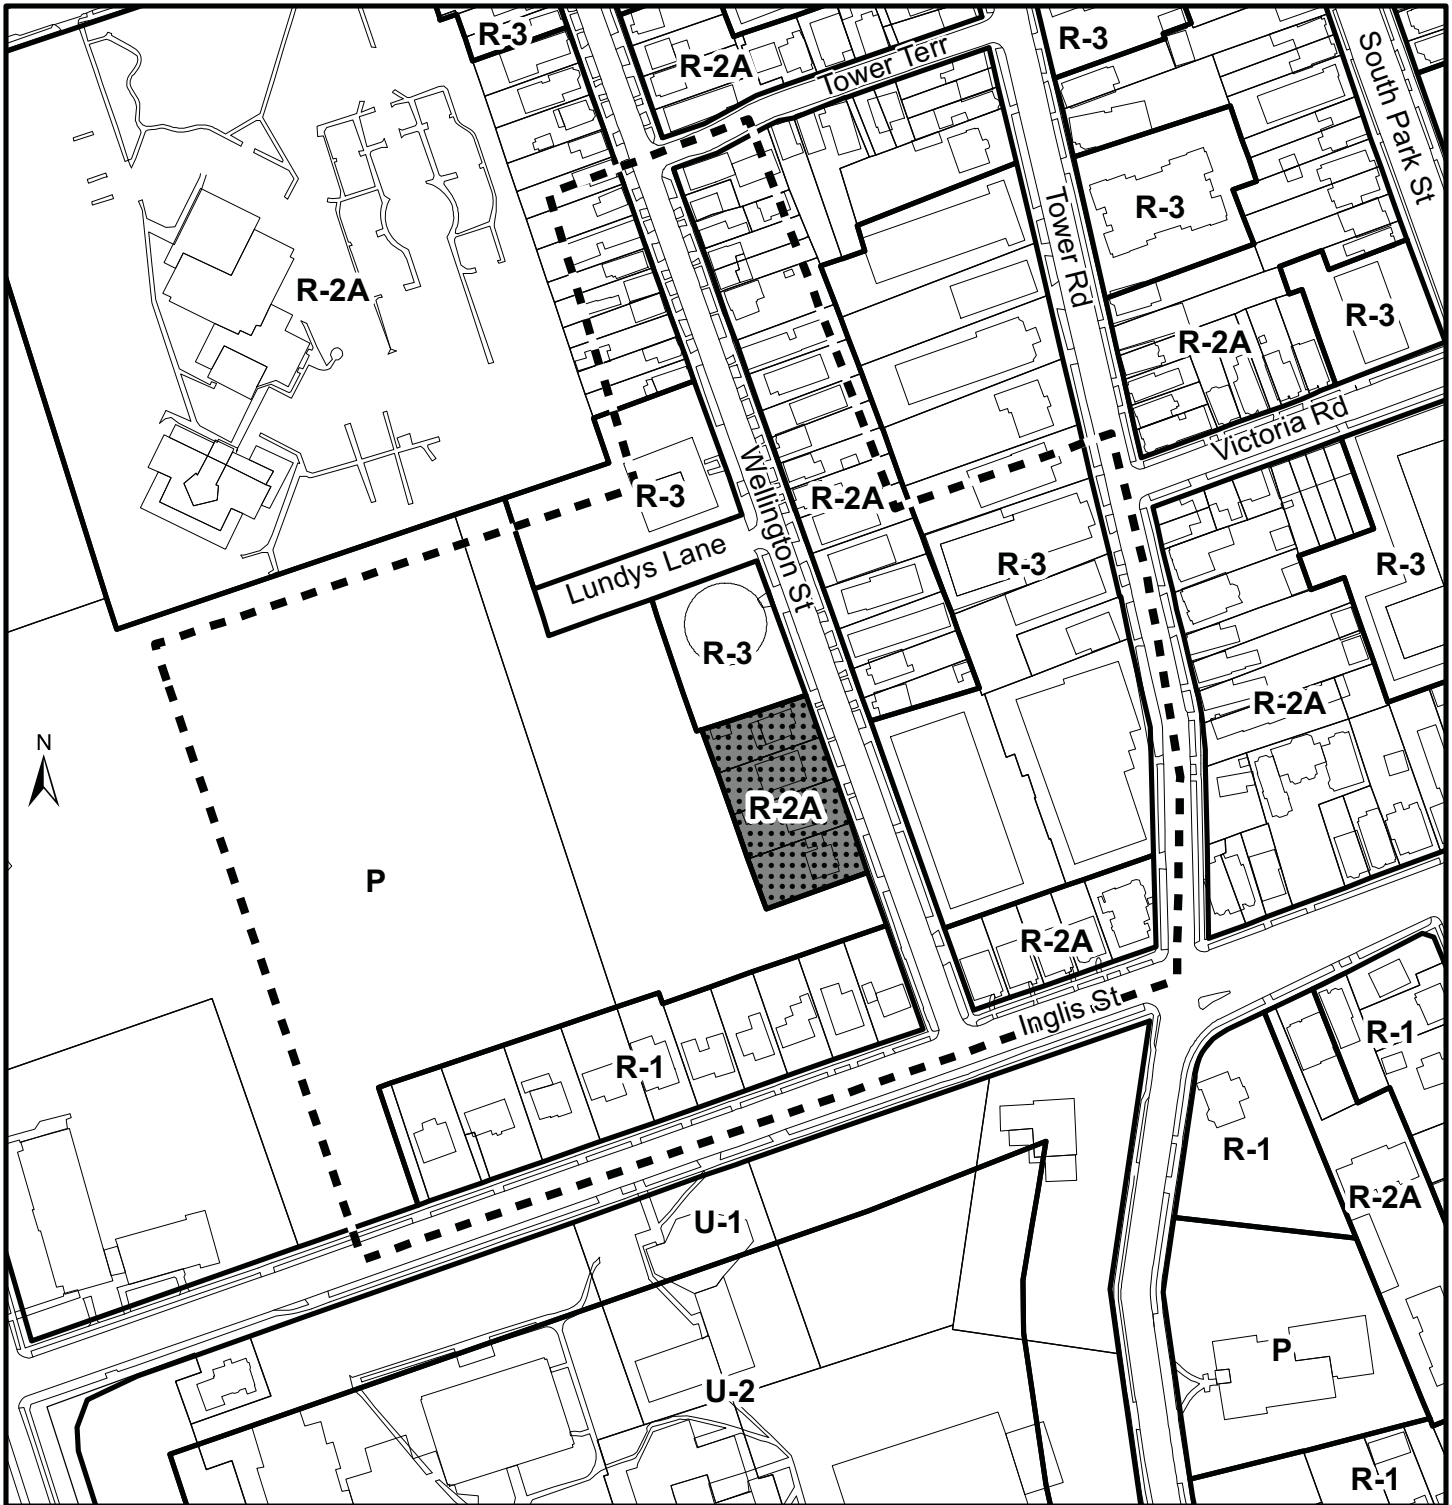 R-3
R-2A
Tower Terr
R-3
South Park St
R-3
Tower Rd
R-2A
R-3
R-2A
Victoria Rd
Wellington St
R-3
R-2A
Lundys Lane
R-3
R-3
R-3
R-2A
N
R-2A
P
R-2A
Inglis St
R-1
R-1
R-1
R-2A
U-1
P
U-2
R-1